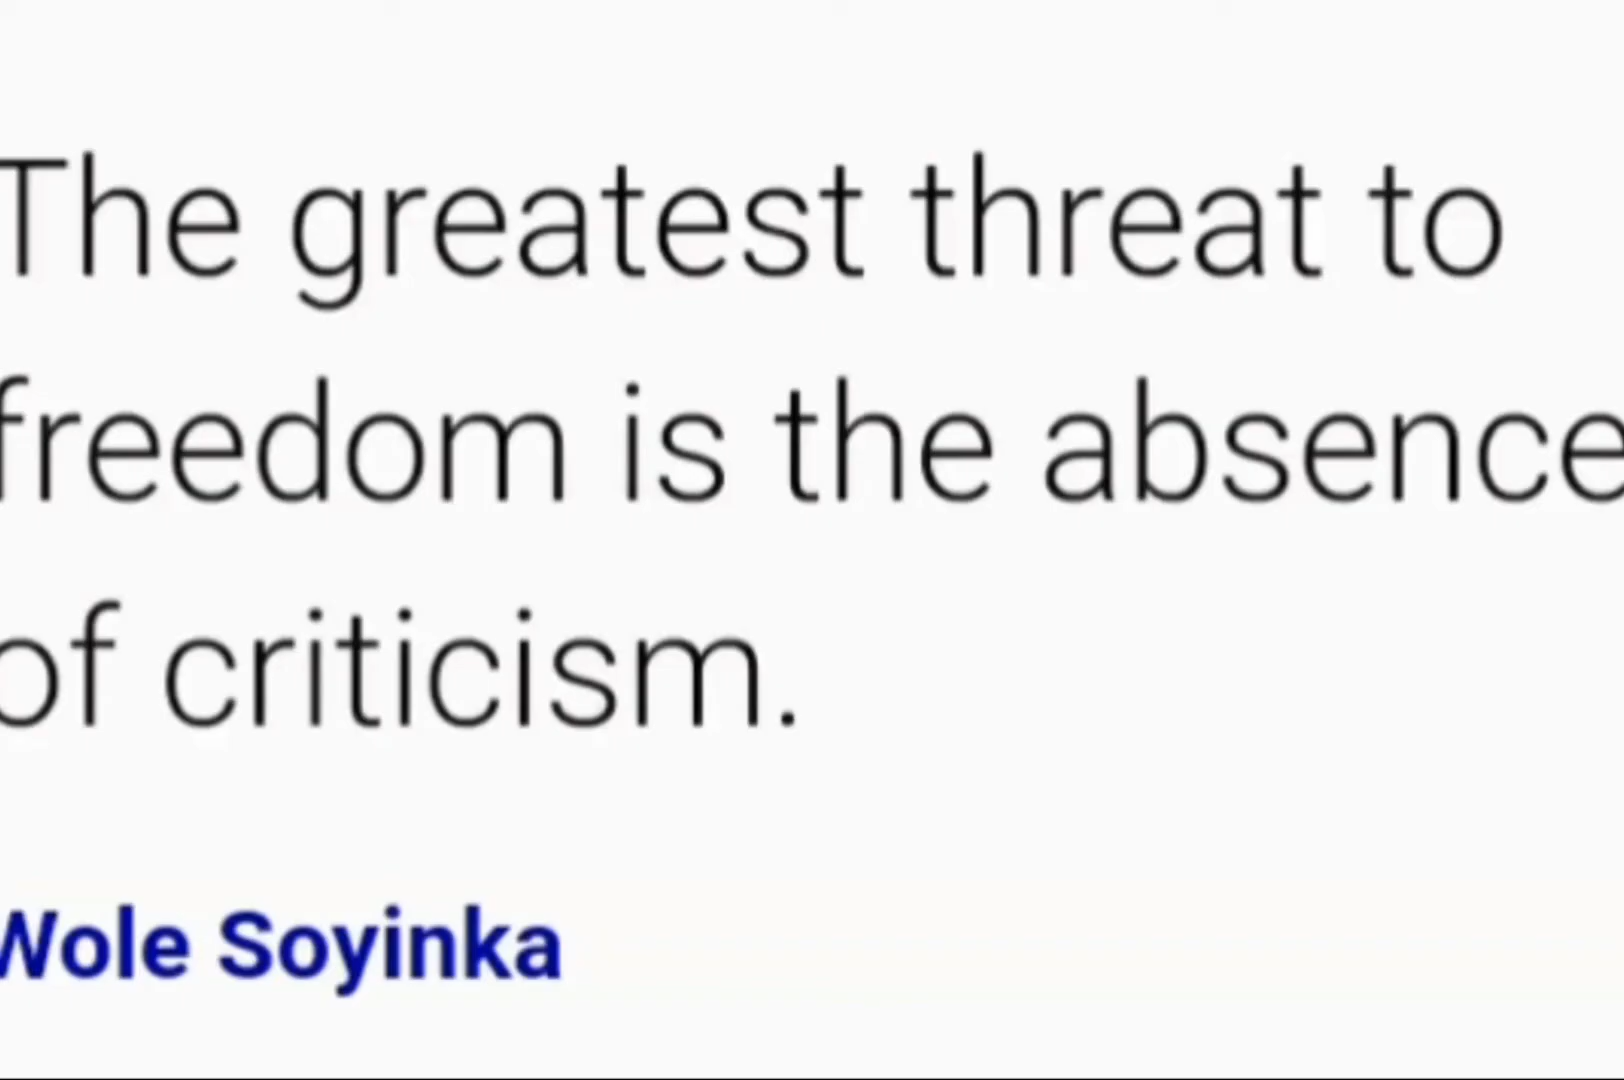 The greatest threat to
freedom is the absence
of criticism.
Wole Soyinka